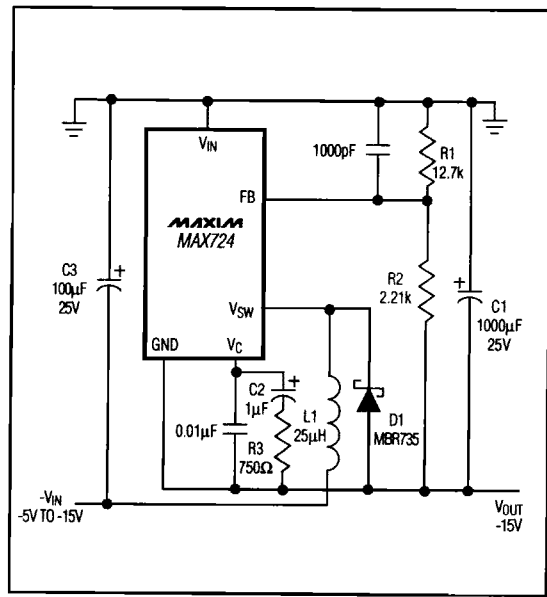 VIN
1000pF
R1
12.7k
FB
MAXIM
MAX724
C3
100µF
25V
R2
2.21k
C1
1000µF
25V
VSW
GND
VC
C2
1µF
0.01µF
R3
750Ω
L1
25µH
D1
MBR735
-VIN
-5V TO -15V
VOUT
-15V
+
+
+